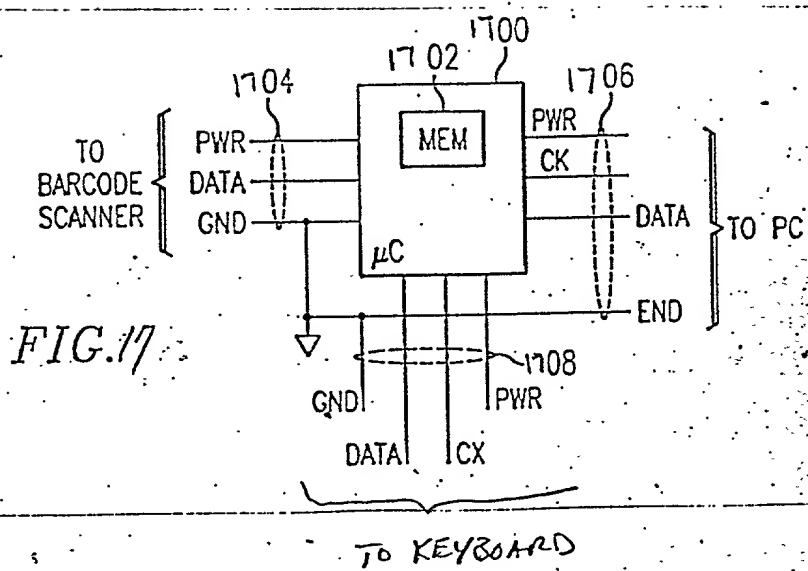 1700
1702
1704
1706
PWR
MEM
PWR
CK
TO
BARCODE
SCANNER
DATA
DATA
TO PC
GND
μC
END
FIG.17
1708
GND
PWR
DATA
CX
TO KEYBOARD